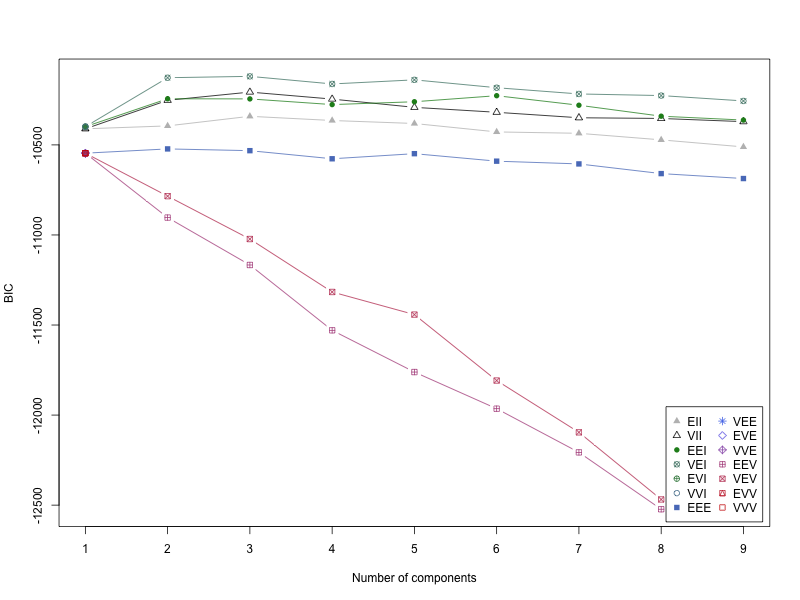 BIC
-10500
-11000
-11500
-12000
-12500
1 2 3 4 5 6 7 8 9
Number of components
EII VEE
VII EVE
EEI VVE
VEI EEV
EVI VEV
VVI EVV
EEE VVV